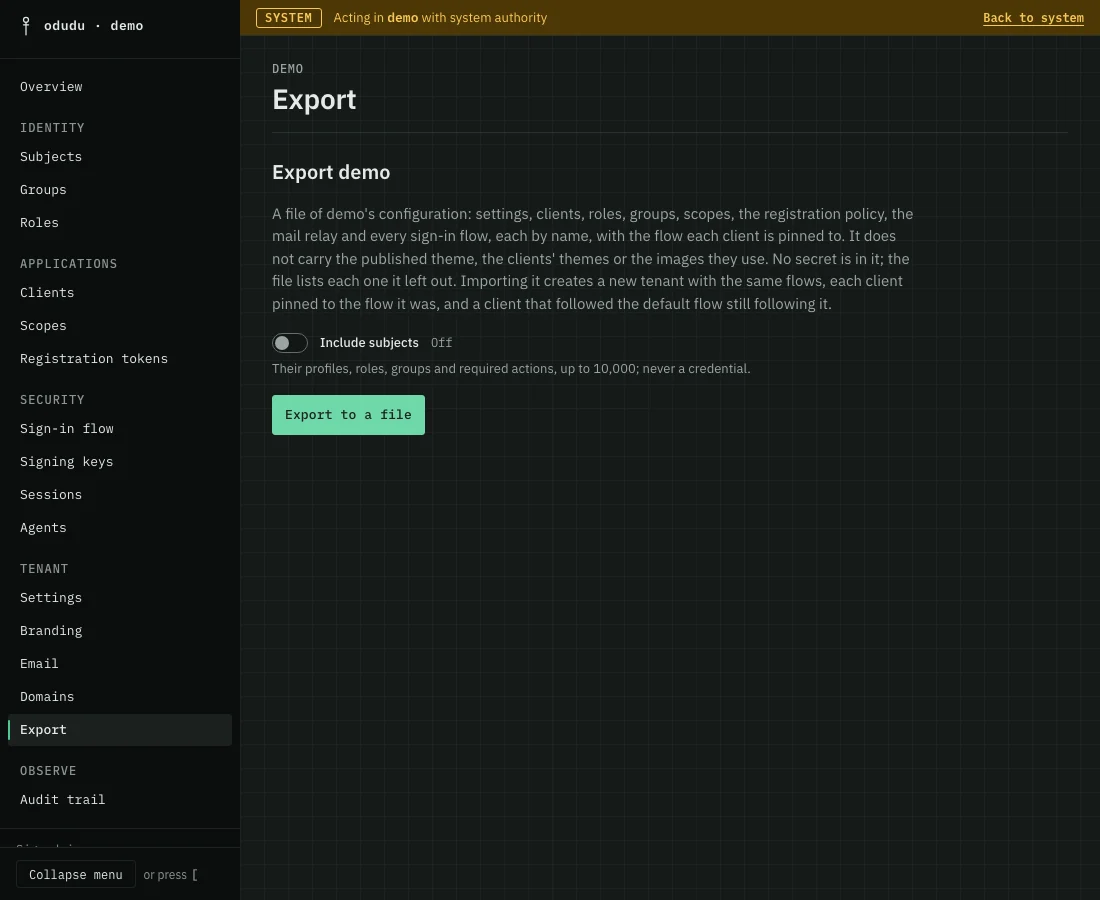 odudu · demo
SYSTEM Acting in demo with system authority Back to system
Overview
IDENTITY
Subjects
Groups
Roles
APPLICATIONS
Clients
Scopes
Registration tokens
SECURITY
Sign-in flow
Signing keys
Sessions
Agents
TENANT
Settings
Branding
Email
Domains
Export
OBSERVE
Audit trail
Collapse menu or press [
DEMO
Export
Export demo
A file of demo's configuration: settings, clients, roles, groups, scopes, the registration policy, the
mail relay and every sign-in flow, each by name, with the flow each client is pinned to. It does
not carry the published theme, the clients' themes or the images they use. No secret is in it; the
file lists each one it left out. Importing it creates a new tenant with the same flows, each client
pinned to the flow it was, and a client that followed the default flow still following it.
Include subjects Off
Their profiles, roles, groups and required actions, up to 10,000; never a credential.
Export to a file